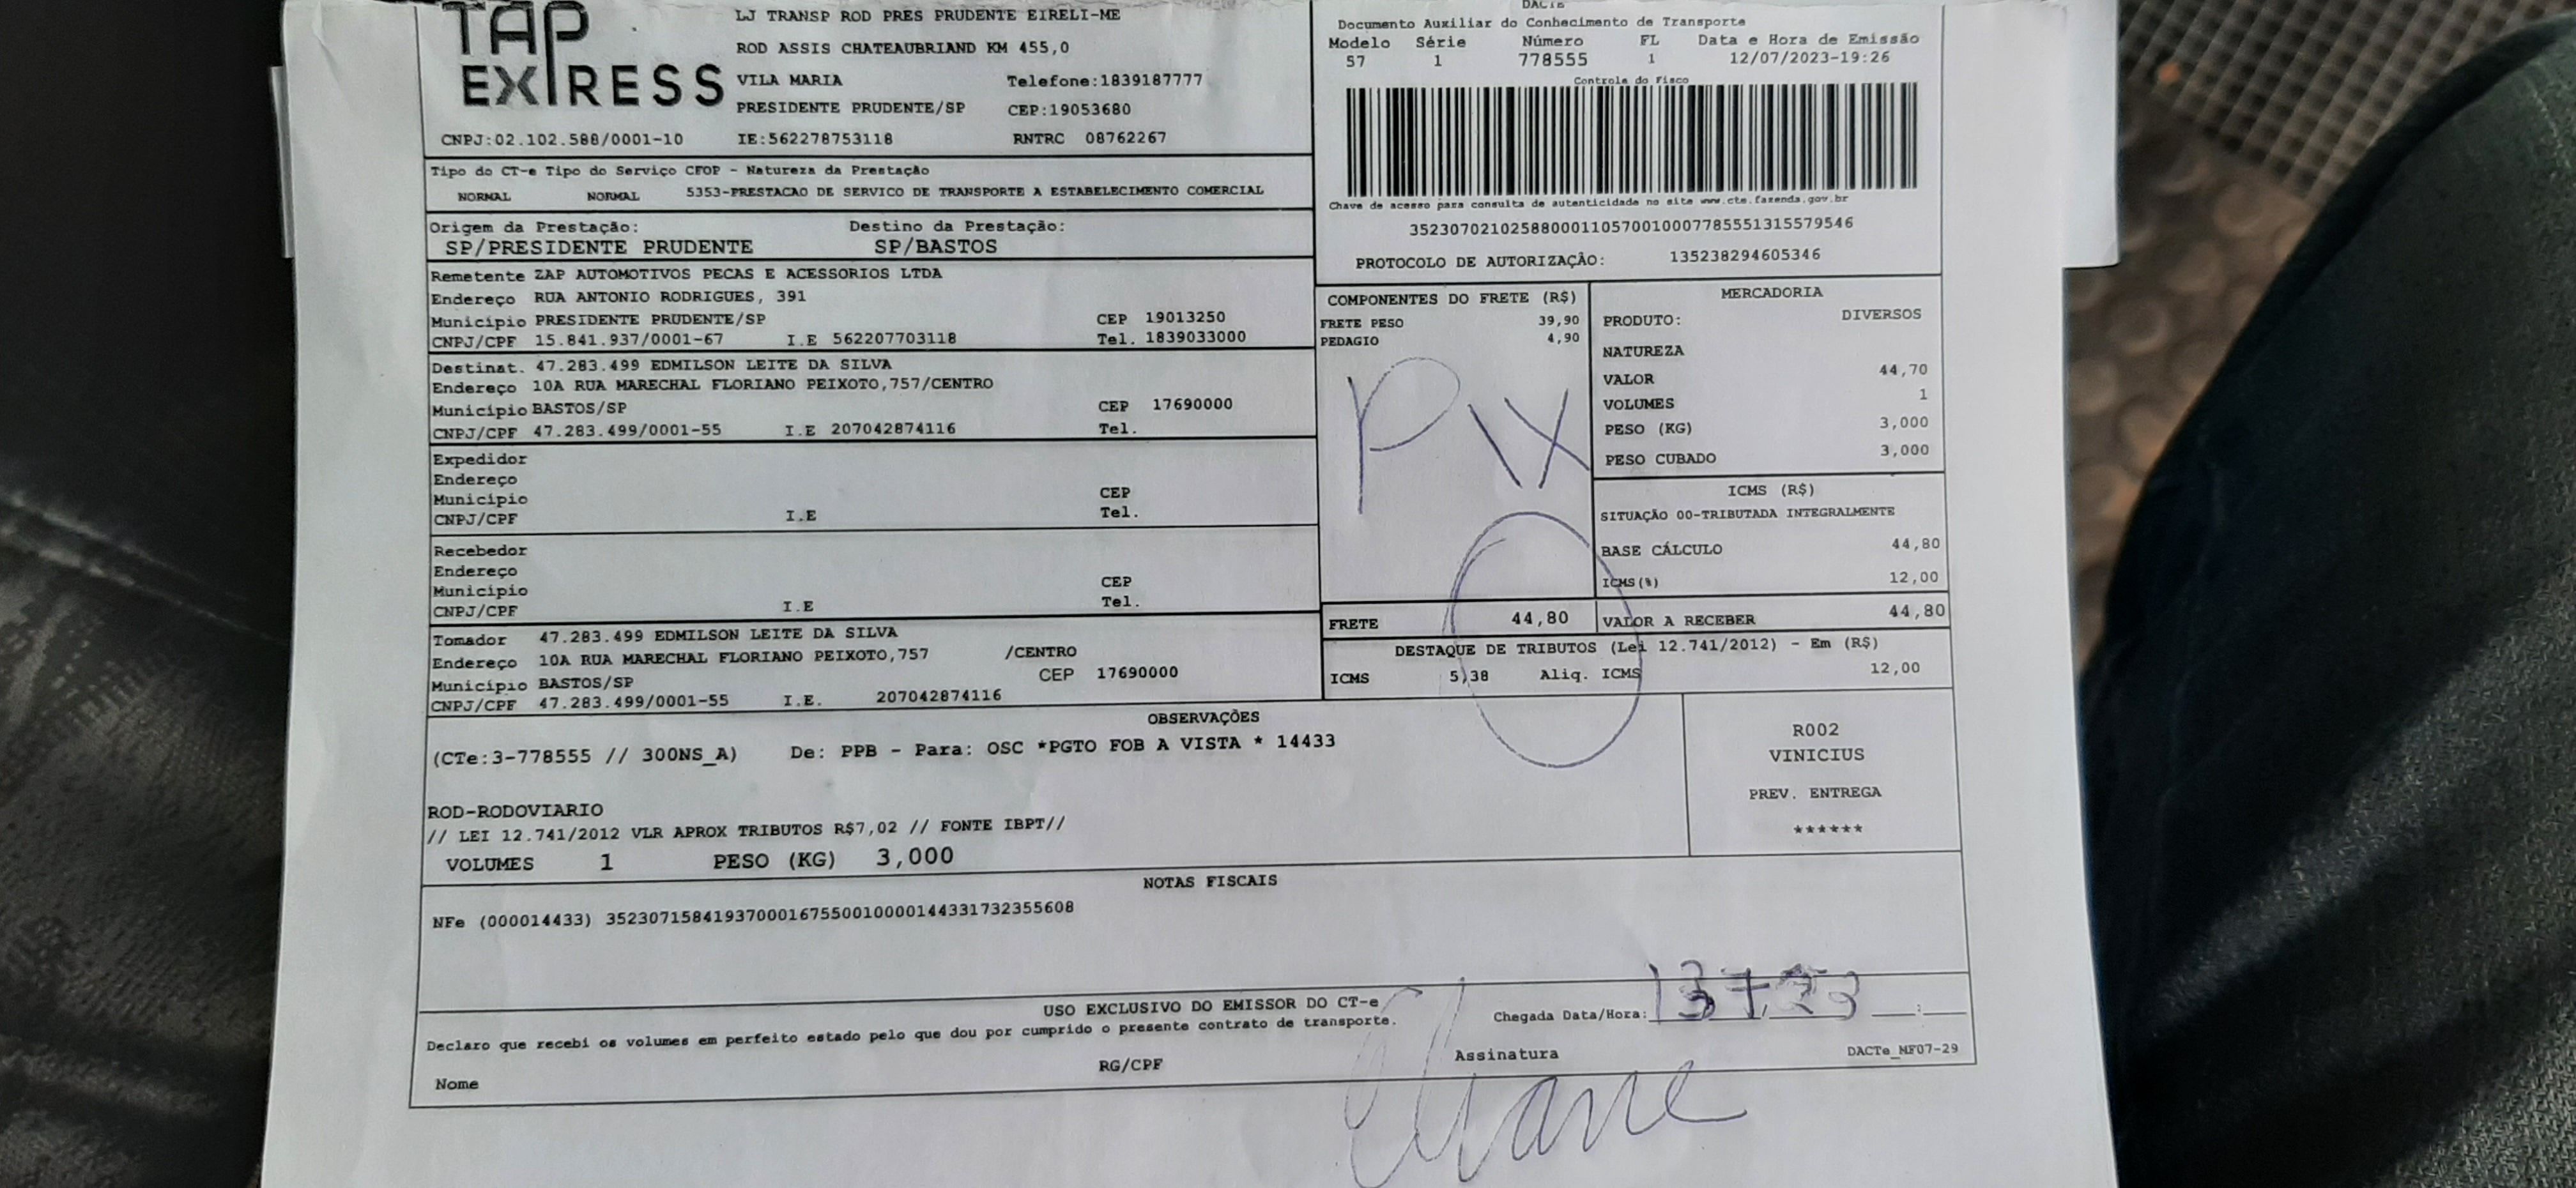 TAP
EXPRESS
LJ TRANSP ROD PRES PRUDENTE EIRELI-ME
ROD ASSIS CHATEAUBRIAND KM 455,0
VILA MARIA Telefone:1839187777
PRESIDENTE PRUDENTE/SP CEP:19053680
CNPJ:02.102.588/0001-10 IE:562278753118 RNTRC 08762267
DACTE
Documento Auxiliar do Conhecimento de Transporte
Modelo Série Número FL Data e Hora de Emissão
57 1 778555 1 12/07/2023-19:26
Controle do Fisco
Chave de acesso para consulta de autenticidade no site www.cte.fazenda.gov.br
35230702102588000110570010007785551315579546
PROTOCOLO DE AUTORIZAÇÃO: 135238294605346
Tipo do CT-e Tipo do Serviço CFOP - Natureza da Prestação
NORMAL NORMAL 5353-PRESTACAO DE SERVICO DE TRANSPORTE A ESTABELECIMENTO COMERCIAL
Origem da Prestação: Destino da Prestação:
SP/PRESIDENTE PRUDENTE SP/BASTOS
Remetente ZAP AUTOMOTIVOS PECAS E ACESSORIOS LTDA
Endereço RUA ANTONIO RODRIGUES, 391
Município PRESIDENTE PRUDENTE/SP CEP 19013250
CNPJ/CPF 15.841.937/0001-67 I.E 562207703118 Tel. 1839033000
Destinat. 47.283.499 EDMILSON LEITE DA SILVA
Endereço 10A RUA MARECHAL FLORIANO PEIXOTO,757/CENTRO
Município BASTOS/SP CEP 17690000
CNPJ/CPF 47.283.499/0001-55 I.E 207042874116 Tel.
Expedidor
Endereço
Município CEP
CNPJ/CPF I.E Tel.
Recebedor
Endereço
Município CEP
CNPJ/CPF I.E Tel.
Tomador 47.283.499 EDMILSON LEITE DA SILVA
Endereço 10A RUA MARECHAL FLORIANO PEIXOTO,757 /CENTRO
Município BASTOS/SP CEP 17690000
CNPJ/CPF 47.283.499/0001-55 I.E. 207042874116
COMPONENTES DO FRETE (R$)
FRETE PESO 39,90
PEDAGIO 4,90
PIX
MERCADORIA
PRODUTO: DIVERSOS
NATUREZA
VALOR 44,70
VOLUMES 1
PESO (KG) 3,000
PESO CUBADO 3,000
ICMS (R$)
SITUAÇÃO 00-TRIBUTADA INTEGRALMENTE
BASE CÁLCULO 44,80
ICMS(%) 12,00
FRETE 44,80 VALOR A RECEBER 44,80
DESTAQUE DE TRIBUTOS (Lei 12.741/2012) - Em (R$)
ICMS 5,38 Aliq. ICMS 12,00
OBSERVAÇÕES
(CTe:3-778555 // 300NS_A) De: PPB - Para: OSC *PGTO FOB A VISTA * 14433
ROD-RODOVIARIO
// LEI 12.741/2012 VLR APROX TRIBUTOS R$7,02 // FONTE IBPT//
VOLUMES 1 PESO (KG) 3,000
R002
VINICIUS
PREV. ENTREGA
******
NOTAS FISCAIS
NFe (000014433) 35230715841937000167550010000144331732355608
USO EXCLUSIVO DO EMISSOR DO CT-e
Declaro que recebi os volumes em perfeito estado pelo que dou por cumprido o presente contrato de transporte.
Chegada Data/Hora: 13 7 23 __:__
Nome RG/CPF Assinatura DACTe_MF07-29